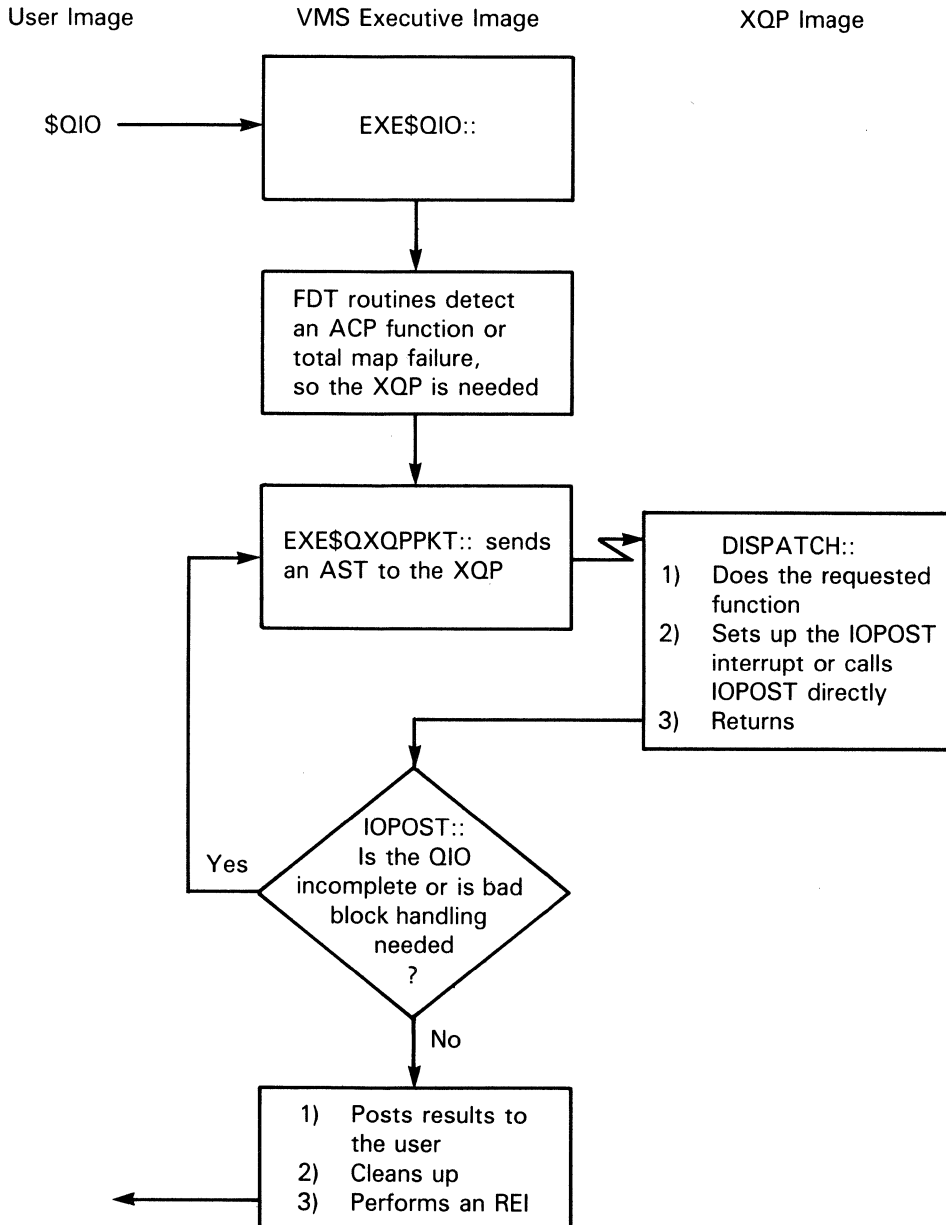 User Image
VMS Executive Image
XQP Image
$QIO
EXE$QIO::
FDT routines detect
an ACP function or
total map failure,
so the XQP is needed
EXE$QXQPPKT:: sends
an AST to the XQP
DISPATCH::
1) Does the requested
function
2) Sets up the IOPOST
interrupt or calls
IOPOST directly
3) Returns
IOPOST::
Is the QIO
incomplete or is bad
block handling
needed
?
Yes
No
1) Posts results to
the user
2) Cleans up
3) Performs an REI